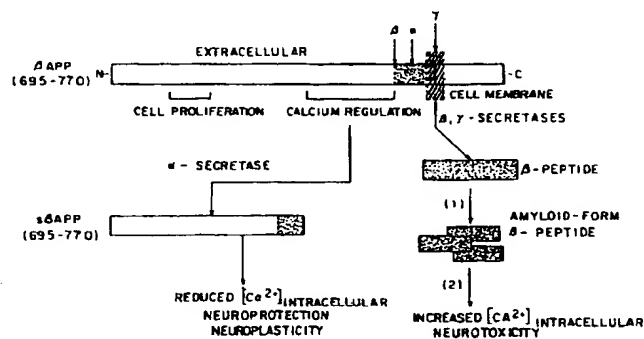 γ
β α
EXTRACELLULAR
βAPP
(695-770)
N-
-C
CELL MEMBRANE
CELL PROLIFERATION
CALCIUM REGULATION
β, γ - SECRETASES
α - SECRETASE
β-PEPTIDE
(1)
sβAPP
(695-770)
AMYLOID-FORM
β- PEPTIDE
(2)
REDUCED [Ca²⁺]INTRACELLULAR
NEUROPROTECTION
NEUROPLASTICITY
INCREASED [CA²⁺]INTRACELLULAR
NEUROTOXICITY